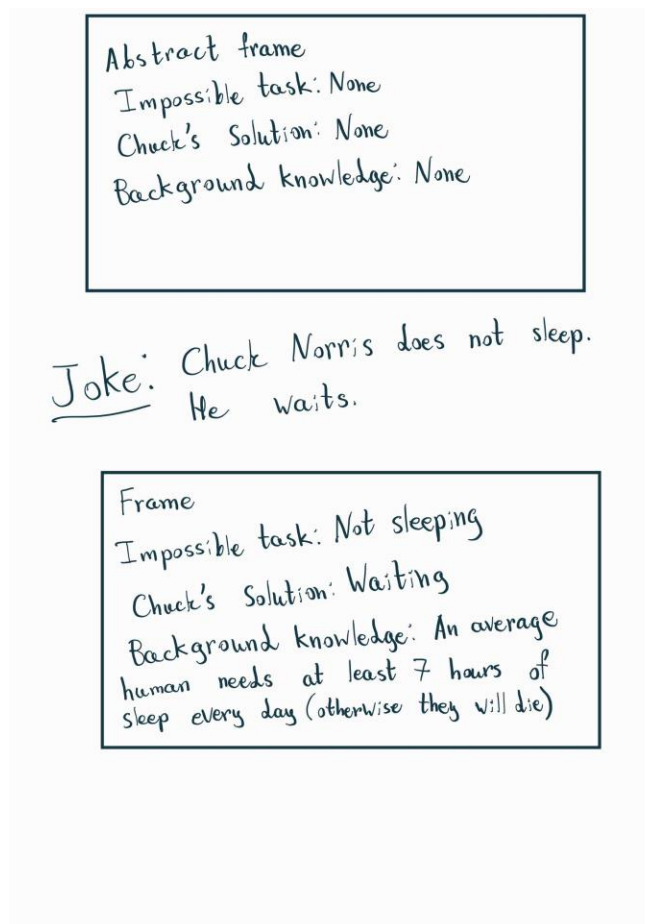 Abstract frame
Impossible task: None
Chuck's Solution: None
Background knowledge: None
Joke: Chuck Norris does not sleep.
He waits.
Frame
Impossible task: Not sleeping
Chuck's Solution: Waiting
Background knowledge: An average
human needs at least 7 hours of
sleep every day (otherwise they will die)